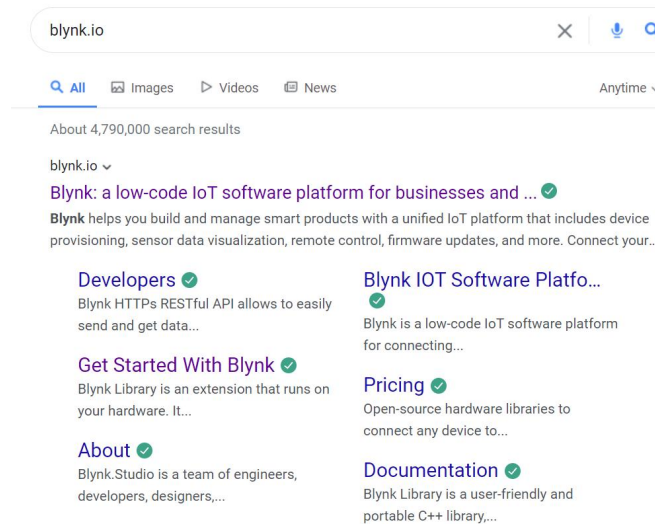 blynk.io
All Images Videos News Anytime
About 4,790,000 search results
blynk.io
Blynk: a low-code IoT software platform for businesses and ...
Blynk helps you build and manage smart products with a unified IoT platform that includes device
provisioning, sensor data visualization, remote control, firmware updates, and more. Connect your...
Developers
Blynk HTTPs RESTful API allows to easily
send and get data...
Get Started With Blynk
Blynk Library is an extension that runs on
your hardware. It...
About
Blynk.Studio is a team of engineers,
developers, designers,...
Blynk IOT Software Platfo...
Blynk is a low-code IoT software platform
for connecting...
Pricing
Open-source hardware libraries to
connect any device to...
Documentation
Blynk Library is a user-friendly and
portable C++ library,...